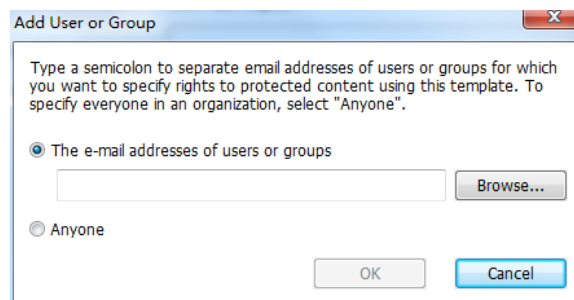 Add User or Group
Type a semicolon to separate email addresses of users or groups for which
you want to specify rights to protected content using this template. To
specify everyone in an organization, select "Anyone".
The e-mail addresses of users or groups
Browse...
Anyone
OK
Cancel